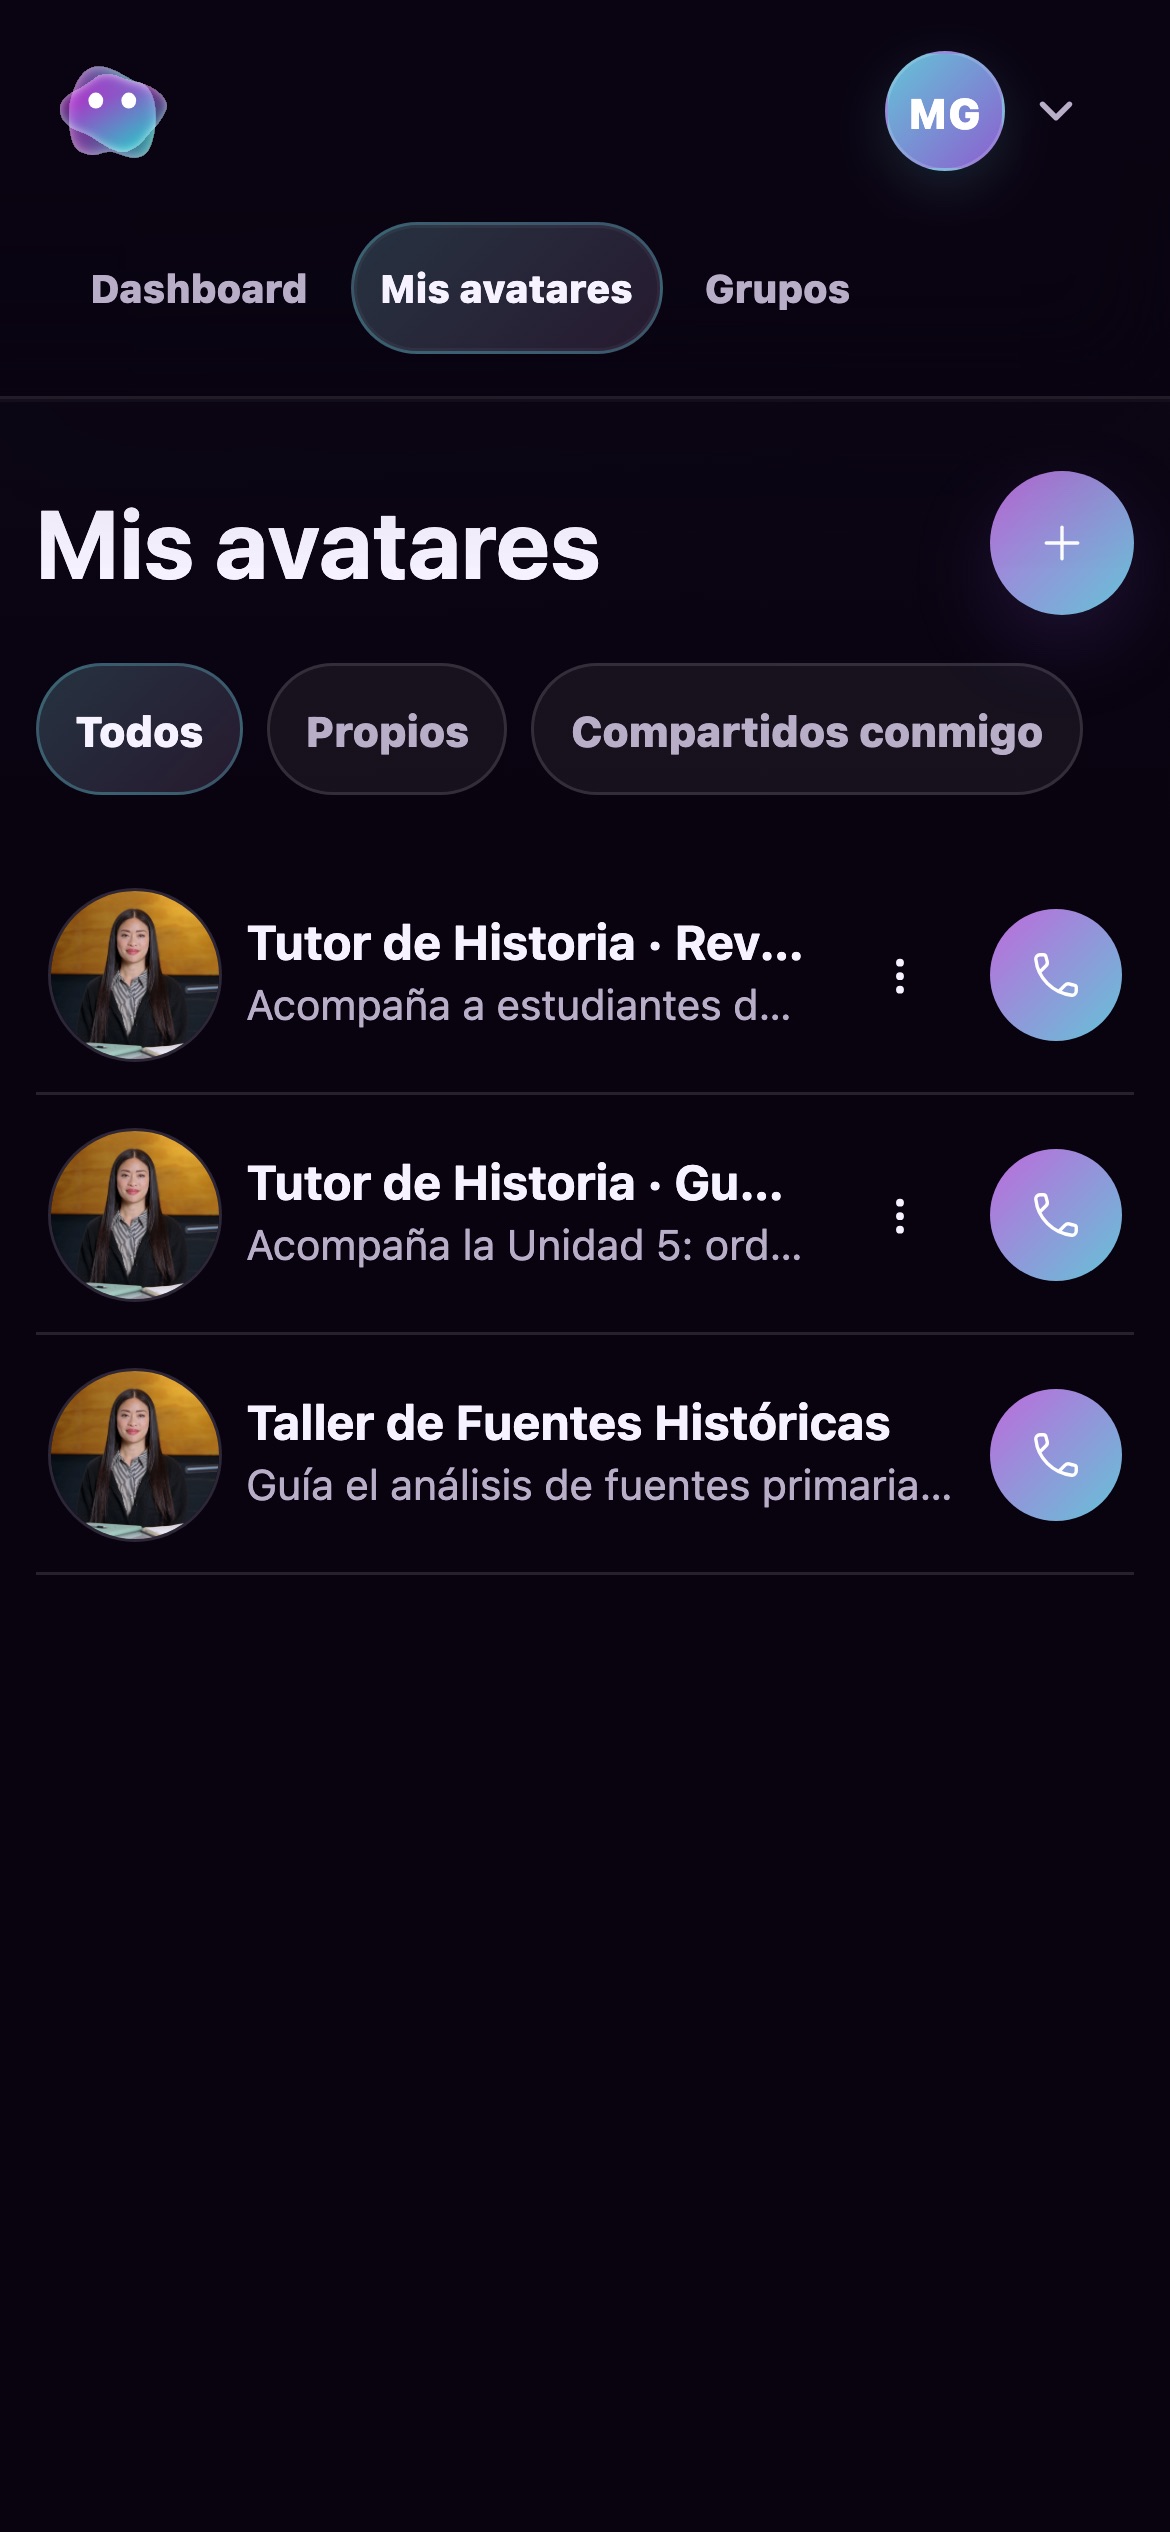 MG
Dashboard
Mis avatares
Grupos
Mis avatares
Todos
Propios
Compartidos conmigo
Tutor de Historia · Rev...
Acompaña a estudiantes d...
Tutor de Historia · Gu...
Acompaña la Unidad 5: ord...
Taller de Fuentes Históricas
Guía el análisis de fuentes primaria...